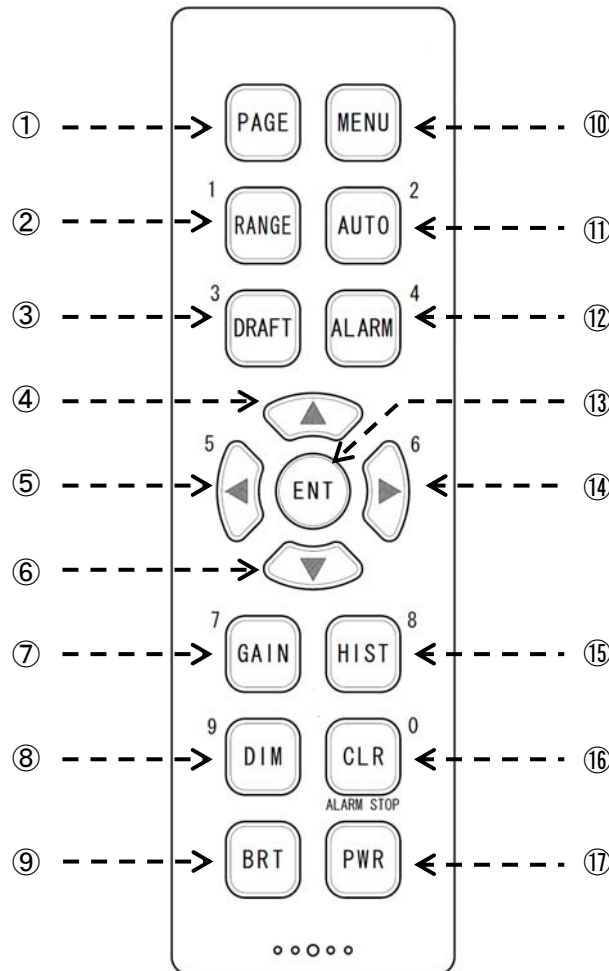 ① PAGE MENU ⑩
1 2
② RANGE AUTO ⑪
3 4
③ DRAFT ALARM ⑫
④ ⑬
5 6
⑤ ENT ⑭
⑥
7 8
⑦ GAIN HIST ⑮
9 0
⑧ DIM CLR ⑯
ALARM STOP
⑨ BRT PWR ⑰